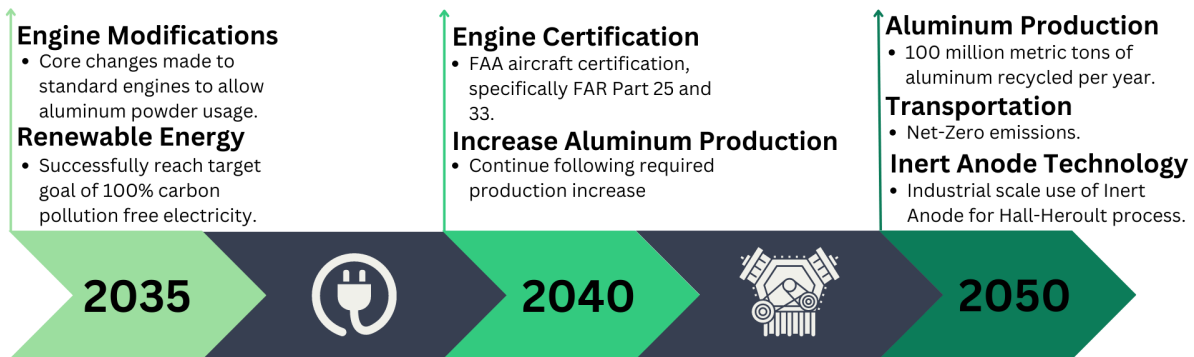 Engine Modifications
• Core changes made to
standard engines to allow
aluminum powder usage.
Renewable Energy
• Successfully reach target
goal of 100% carbon
pollution free electricity.
2035
Engine Certification
• FAA aircraft certification,
specifically FAR Part 25 and
33.
Increase Aluminum Production
• Continue following required
production increase
2040
Aluminum Production
• 100 million metric tons of
aluminum recycled per year.
Transportation
• Net-Zero emissions.
Inert Anode Technology
• Industrial scale use of Inert
Anode for Hall-Heroult process.
2050